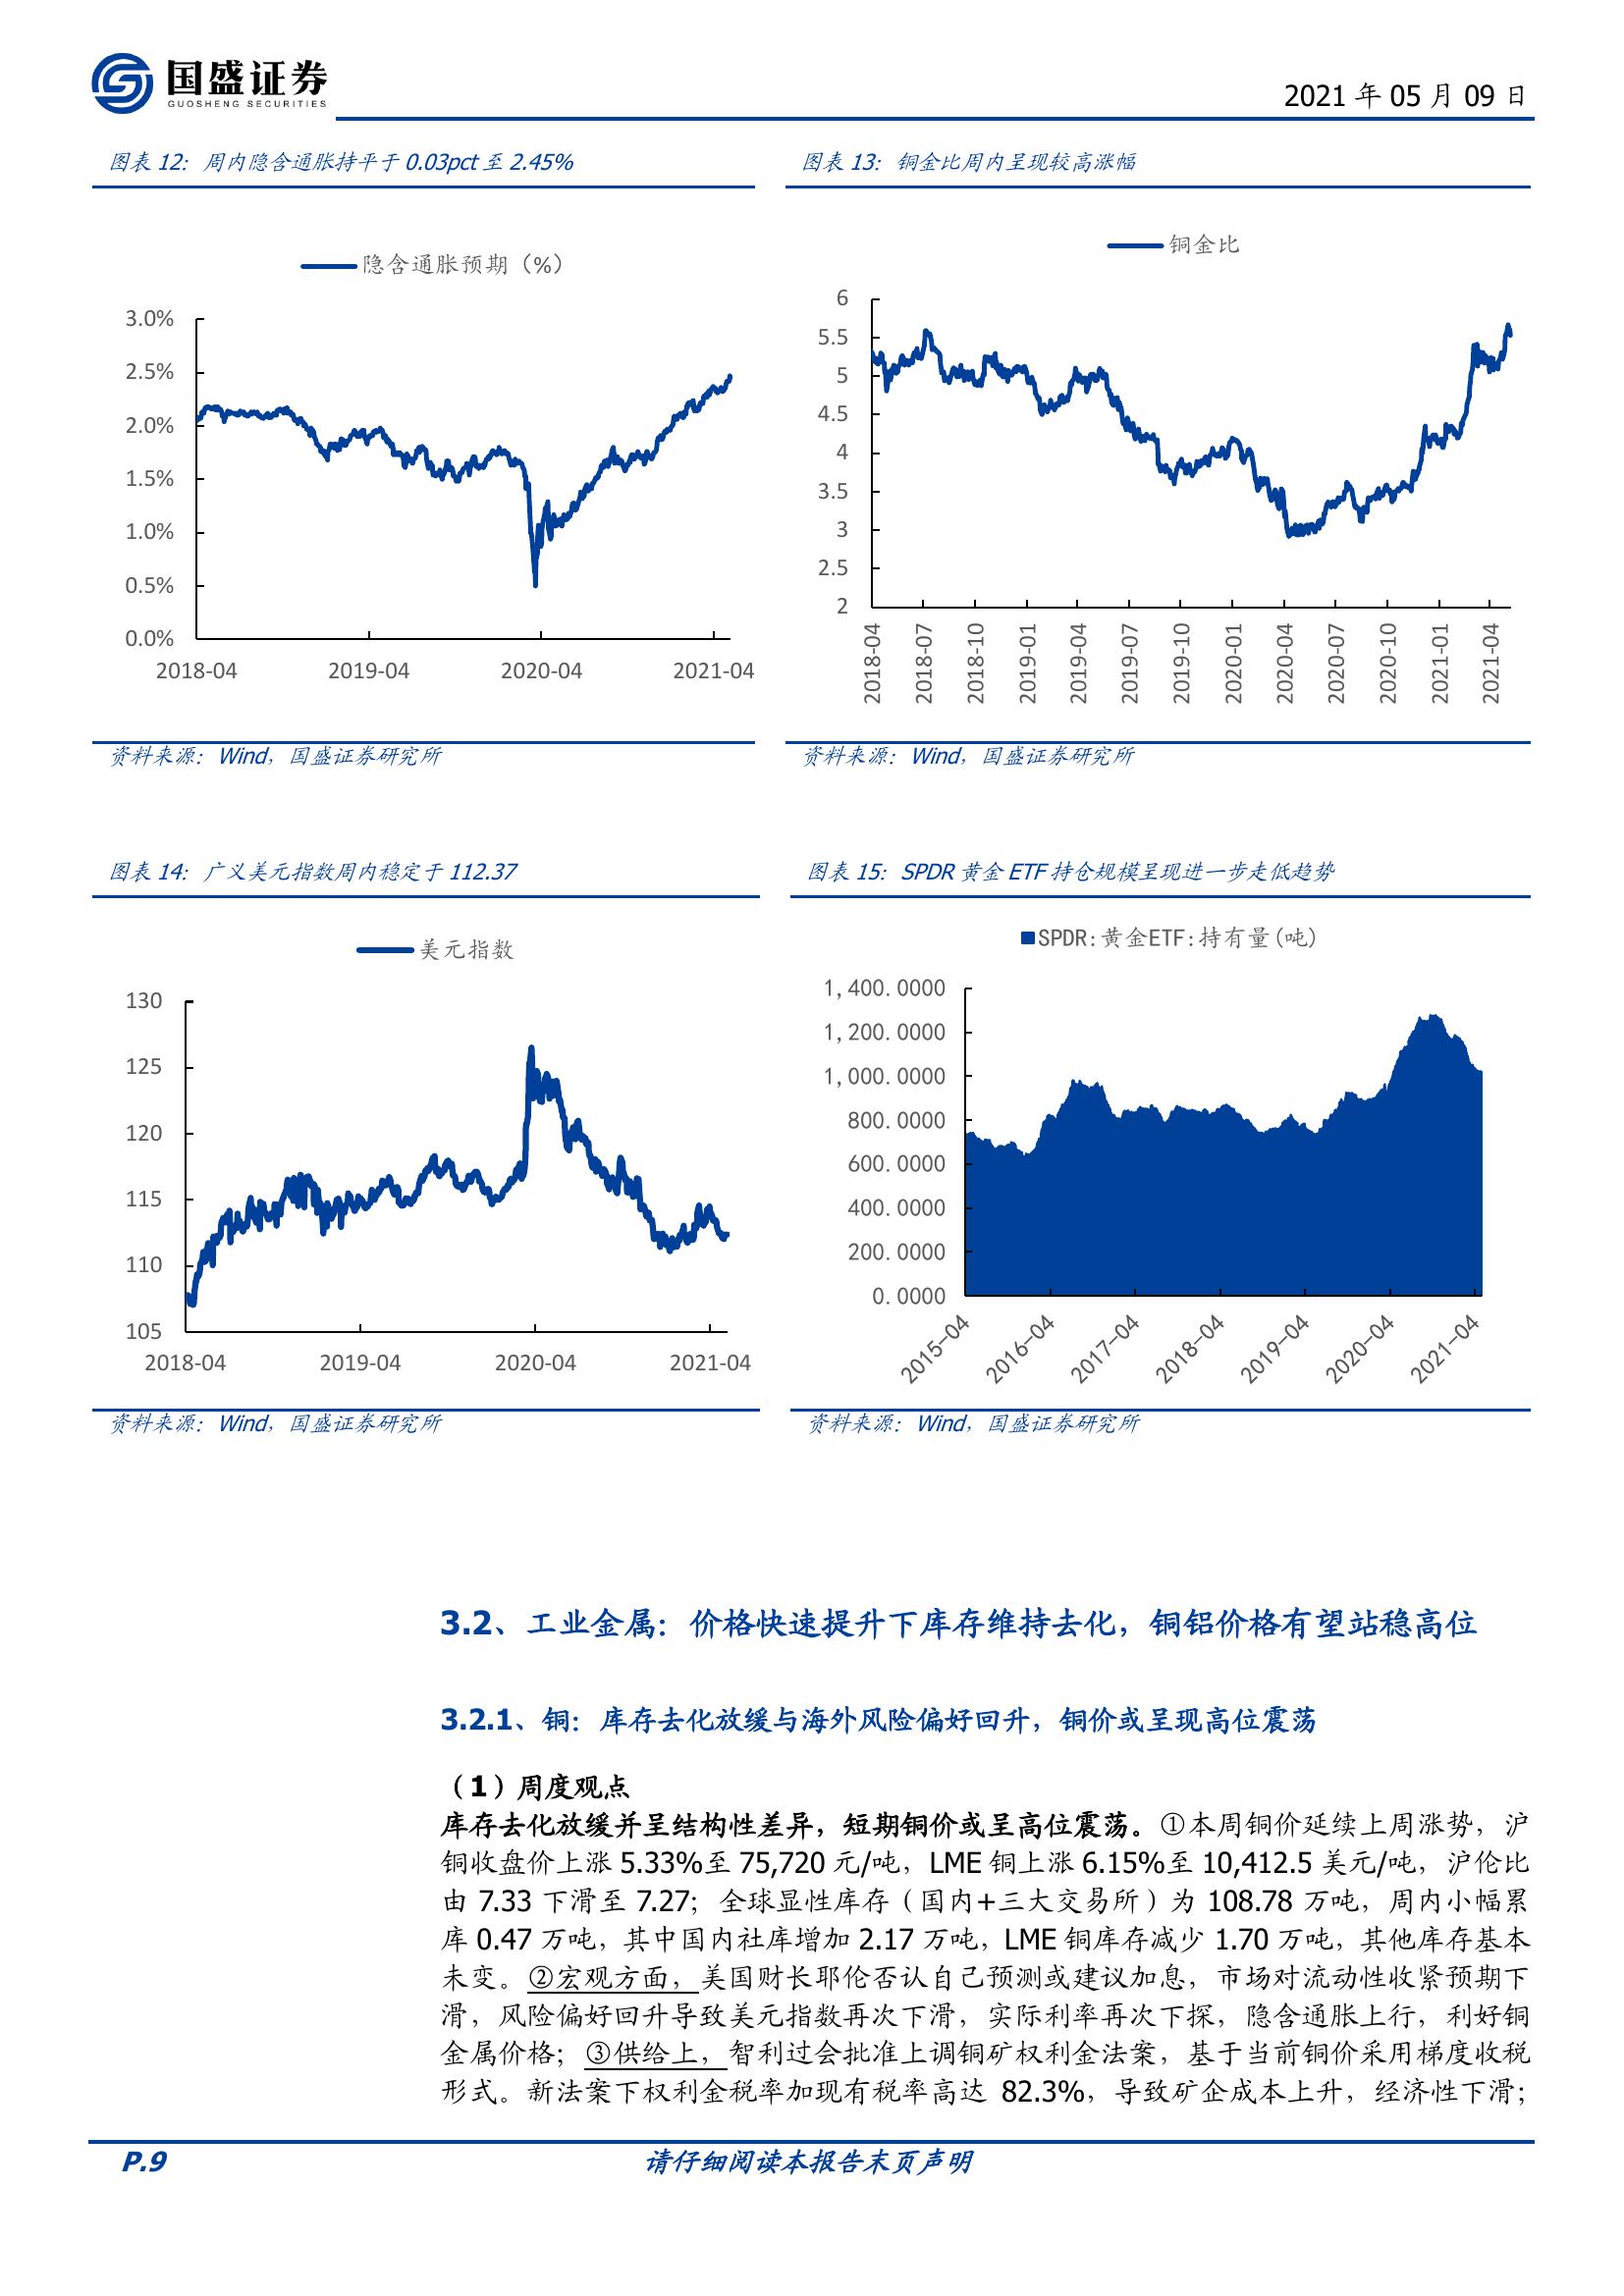 国盛证券
GUOSHENG SECURITIES
2021 年 05 月 09 日
图表 12：周内隐含通胀持平于 0.03pct 至 2.45%
隐含通胀预期（%）
3.0%
2.5%
2.0%
1.5%
1.0%
0.5%
0.0%
2018-04 2019-04 2020-04 2021-04
资料来源：Wind，国盛证券研究所
图表 13：铜金比周内呈现较高涨幅
铜金比
6
5.5
5
4.5
4
3.5
3
2.5
2
2018-04 2018-07 2018-10 2019-01 2019-04 2019-07 2019-10 2020-01 2020-04 2020-07 2020-10 2021-01 2021-04
资料来源：Wind，国盛证券研究所
图表 14：广义美元指数周内稳定于 112.37
美元指数
130
125
120
115
110
105
2018-04 2019-04 2020-04 2021-04
资料来源：Wind，国盛证券研究所
图表 15：SPDR 黄金 ETF 持仓规模呈现进一步走低趋势
SPDR:黄金ETF:持有量(吨)
1,400.0000
1,200.0000
1,000.0000
800.0000
600.0000
400.0000
200.0000
0.0000
2015-04 2016-04 2017-04 2018-04 2019-04 2020-04 2021-04
资料来源：Wind，国盛证券研究所
3.2、工业金属：价格快速提升下库存维持去化，铜铝价格有望站稳高位
3.2.1、铜：库存去化放缓与海外风险偏好回升，铜价或呈现高位震荡
（1）周度观点
库存去化放缓并呈结构性差异，短期铜价或呈高位震荡。①本周铜价延续上周涨势，沪
铜收盘价上涨 5.33%至 75,720 元/吨，LME 铜上涨 6.15%至 10,412.5 美元/吨，沪伦比
由 7.33 下滑至 7.27；全球显性库存（国内+三大交易所）为 108.78 万吨，周内小幅累
库 0.47 万吨，其中国内社库增加 2.17 万吨，LME 铜库存减少 1.70 万吨，其他库存基本
未变。②宏观方面，美国财长耶伦否认自己预测或建议加息，市场对流动性收紧预期下
滑，风险偏好回升导致美元指数再次下滑，实际利率再次下探，隐含通胀上行，利好铜
金属价格；③供给上，智利过会批准上调铜矿权利金法案，基于当前铜价采用梯度收税
形式。新法案下权利金税率加现有税率高达 82.3%，导致矿企成本上升，经济性下滑；
P.9
请仔细阅读本报告末页声明